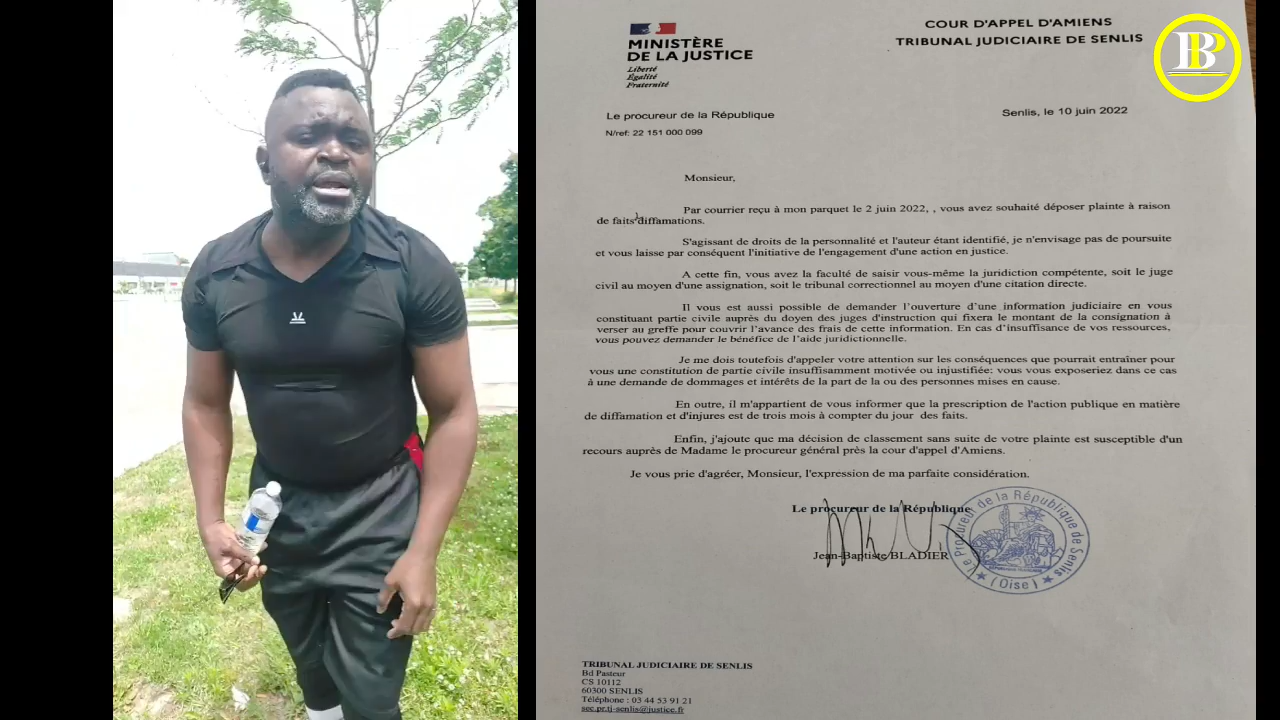 MINISTÈRE
DE LA JUSTICE
Liberté
Égalité
Fraternité
COUR D'APPEL D'AMIENS
TRIBUNAL JUDICIAIRE DE SENLIS
BP
Le procureur de la République
N/ref: 22 151 000 099
Senlis, le 10 juin 2022
Monsieur,
Par courrier reçu à mon parquet le 2 juin 2022, , vous avez souhaité déposer plainte à raison
de faits diffamations.
S'agissant de droits de la personnalité et l'auteur étant identifié, je n'envisage pas de poursuite
et vous laisse par conséquent l'initiative de l'engagement d'une action en justice.
A cette fin, vous avez la faculté de saisir vous-même la juridiction compétente, soit le juge
civil au moyen d'une assignation, soit le tribunal correctionnel au moyen d'une citation directe.
Il vous est aussi possible de demander l'ouverture d'une information judiciaire en vous
constituant partie civile auprès du doyen des juges d'instruction qui fixera le montant de la consignation à
verser au greffe pour couvrir l'avance des frais de cette information. En cas d'insuffisance de vos ressources,
vous pouvez demander le bénéfice de l'aide juridictionnelle.
Je me dois toutefois d'appeler votre attention sur les conséquences que pourrait entraîner pour
vous une constitution de partie civile insuffisamment motivée ou injustifiée: vous vous exposeriez dans ce cas
à une demande de dommages et intérêts de la part de la ou des personnes mises en cause.
En outre, il m'appartient de vous informer que la prescription de l'action publique en matière
de diffamation et d'injures est de trois mois à compter du jour des faits.
Enfin, j'ajoute que ma décision de classement sans suite de votre plainte est susceptible d'un
recours auprès de Madame le procureur général près la cour d'appel d'Amiens.
Je vous prie d'agréer, Monsieur, l'expression de ma parfaite considération.
Le procureur de la République
Jean-Baptiste BLADIER
Le Procureur de la République de Senlis
(Oise)
TRIBUNAL JUDICIAIRE DE SENLIS
Bd Pasteur
CS 10112
60300 SENLIS
Téléphone : 03 44 53 91 21
sec.pr.tj-senlis@justice.fr